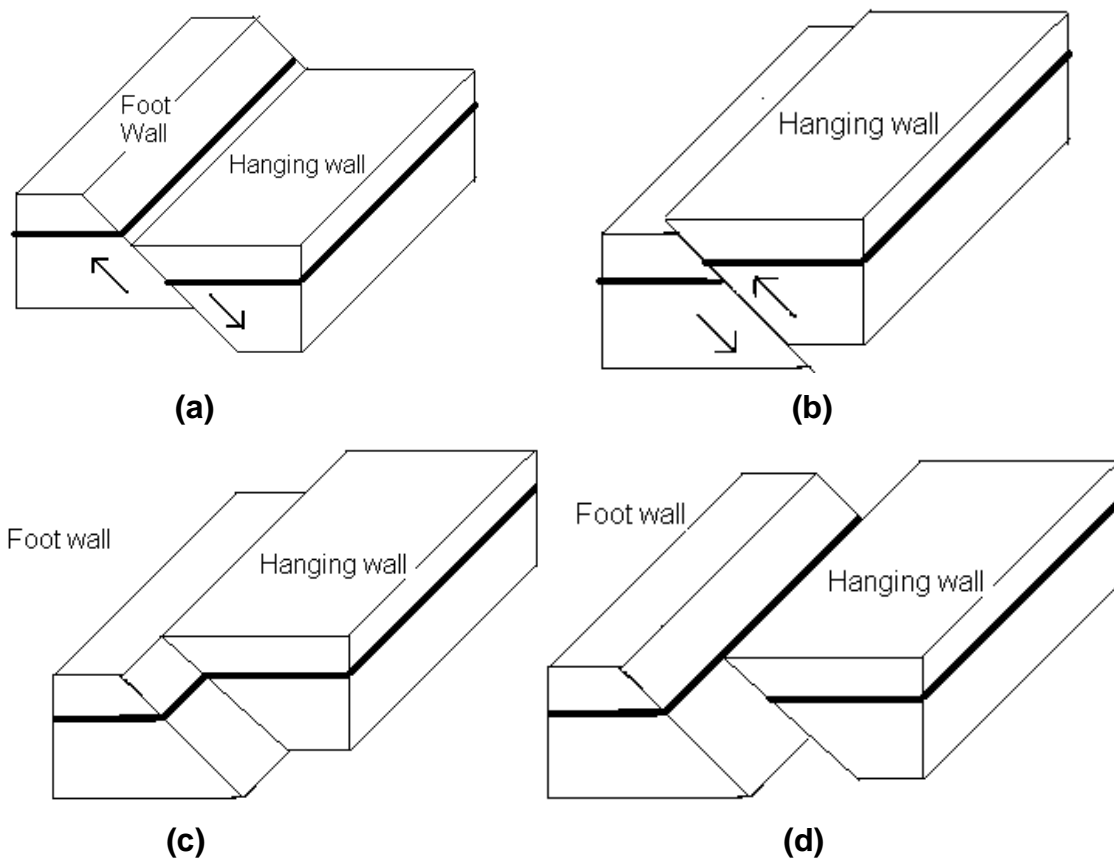 Foot
Wall
Hanging wall
(a)
Hanging wall
(b)
Foot wall
Hanging wall
(c)
Foot wall
Hanging wall
(d)